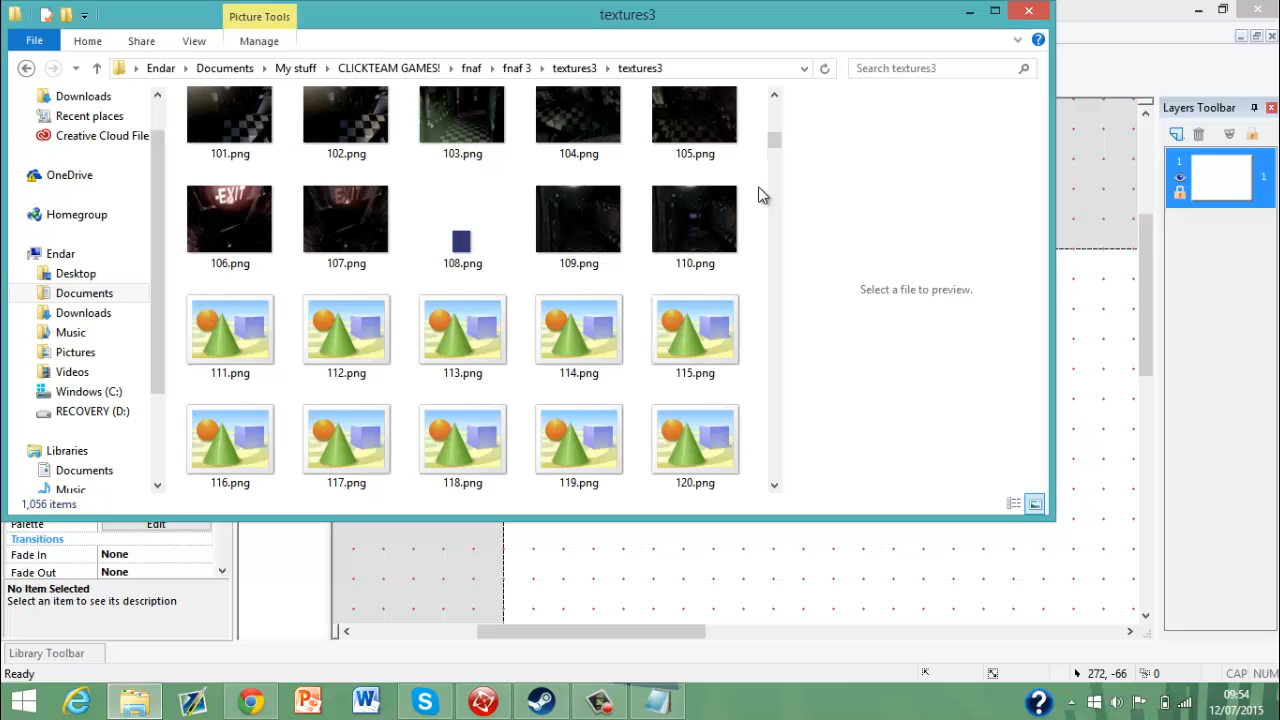 Picture Tools
textures3
File
Home
Share
View
Manage
Endar
Documents
My stuff
CLICKTEAM GAMES!
fnaf
fnaf 3
textures3
textures3
Search textures3
Downloads
Recent places
Creative Cloud File
OneDrive
Homegroup
Endar
Desktop
Documents
Downloads
Music
Pictures
Videos
Windows (C:)
RECOVERY (D:)
Libraries
Documents
Music
101.png
102.png
103.png
104.png
105.png
EXIT
EXIT
106.png
107.png
108.png
109.png
110.png
111.png
112.png
113.png
114.png
115.png
116.png
117.png
118.png
119.png
120.png
Select a file to preview.
1,056 items
Layers Toolbar
1
1
Palette
Edit
Transitions
Fade In
None
Fade Out
None
No Item Selected
Select an item to see its description
Library Toolbar
Ready
272, -66
0
CAP
NUM
09:54
12/07/2015